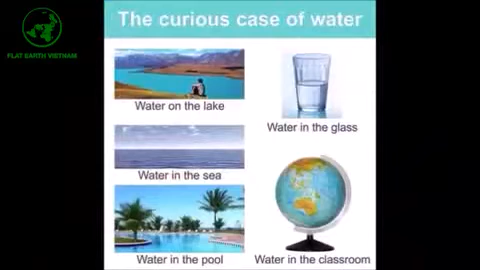 FLAT EARTH VIETNAM
The curious case of water
Water on the lake
Water in the glass
Water in the sea
Water in the pool
Water in the classroom